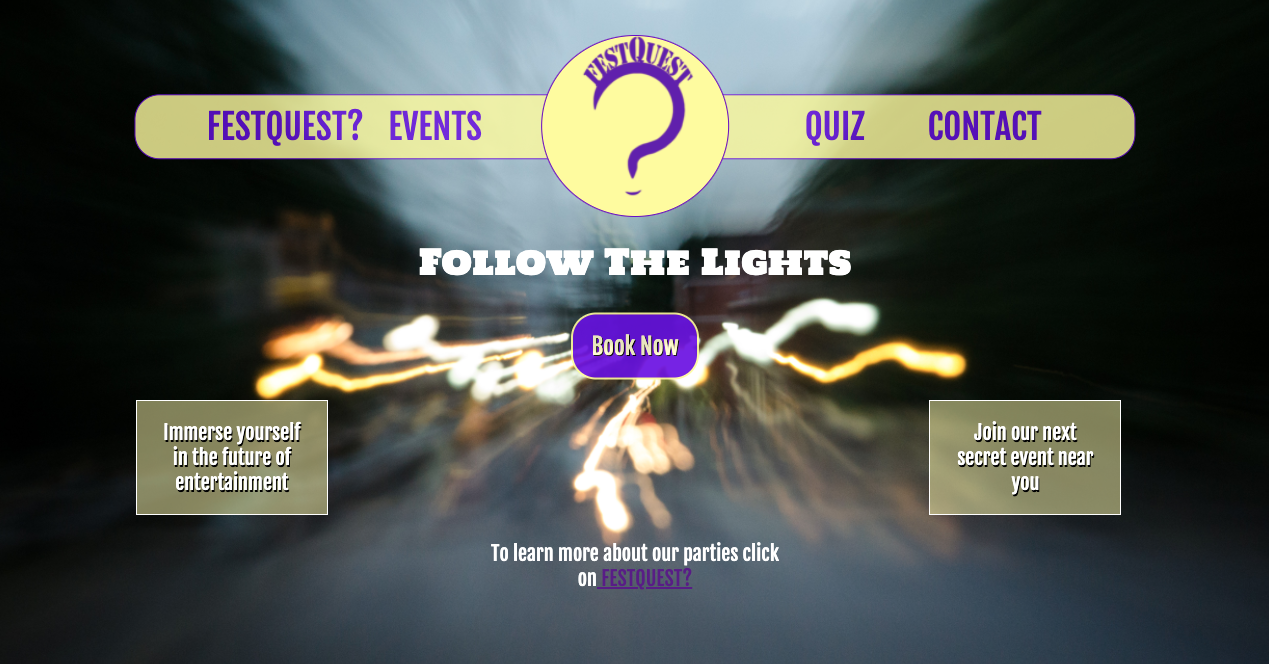 FESTQUEST
FESTQUEST? EVENTS QUIZ CONTACT
Follow The Lights
Book Now
Immerse yourself
in the future of
entertainment
Join our next
secret event near
you
To learn more about our parties click
on FESTQUEST?